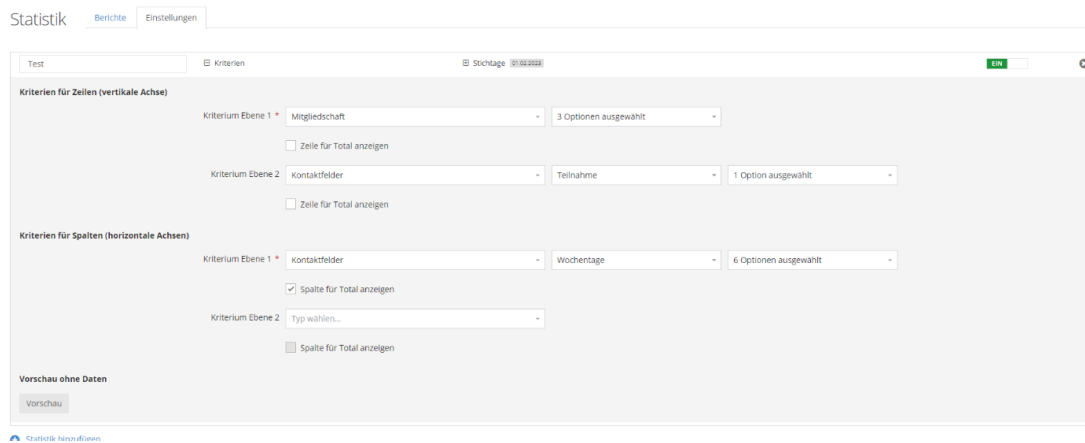 Statistik Berichte Einstellungen
Test Kriterien Stichtage 01.02.2023 EIN
Kriterien für Zeilen (vertikale Achse)
Kriterium Ebene 1 * Mitgliedschaft 3 Optionen ausgewählt
Zeile für Total anzeigen
Kriterium Ebene 2 Kontaktfelder Teilnahme 1 Option ausgewählt
Zeile für Total anzeigen
Kriterien für Spalten (horizontale Achsen)
Kriterium Ebene 1 * Kontaktfelder Wochentage 6 Optionen ausgewählt
Spalte für Total anzeigen
Kriterium Ebene 2 Typ wählen...
Spalte für Total anzeigen
Vorschau ohne Daten
Vorschau
Statistik hinzufügen